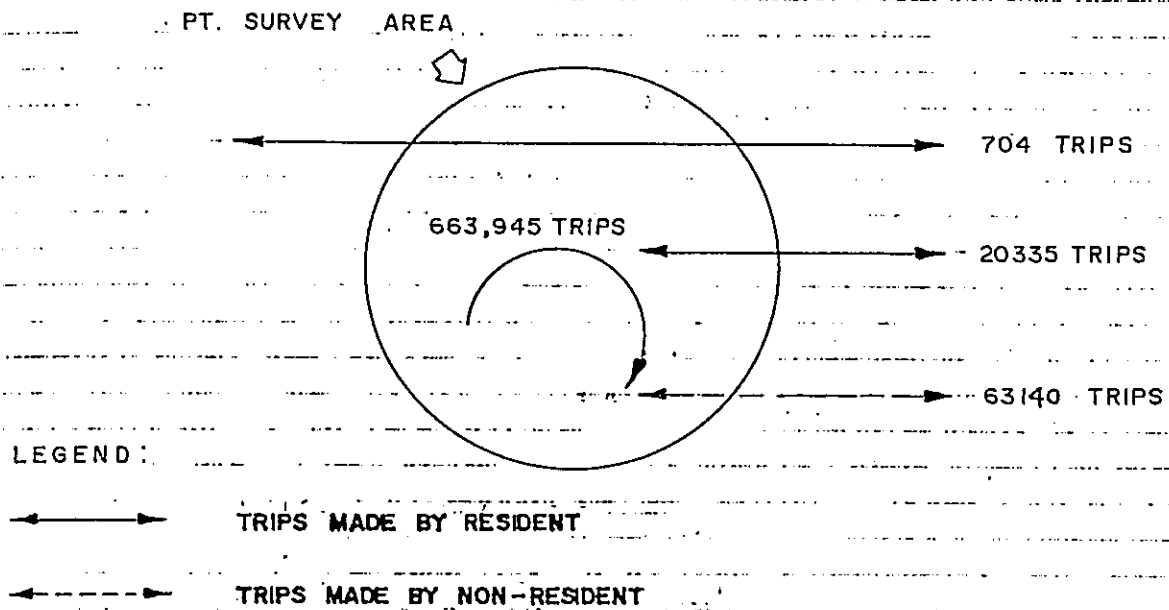 PT. SURVEY AREA
704 TRIPS
663,945 TRIPS
20335 TRIPS
63140 TRIPS
LEGEND:
TRIPS MADE BY RESIDENT
TRIPS MADE BY NON-RESIDENT